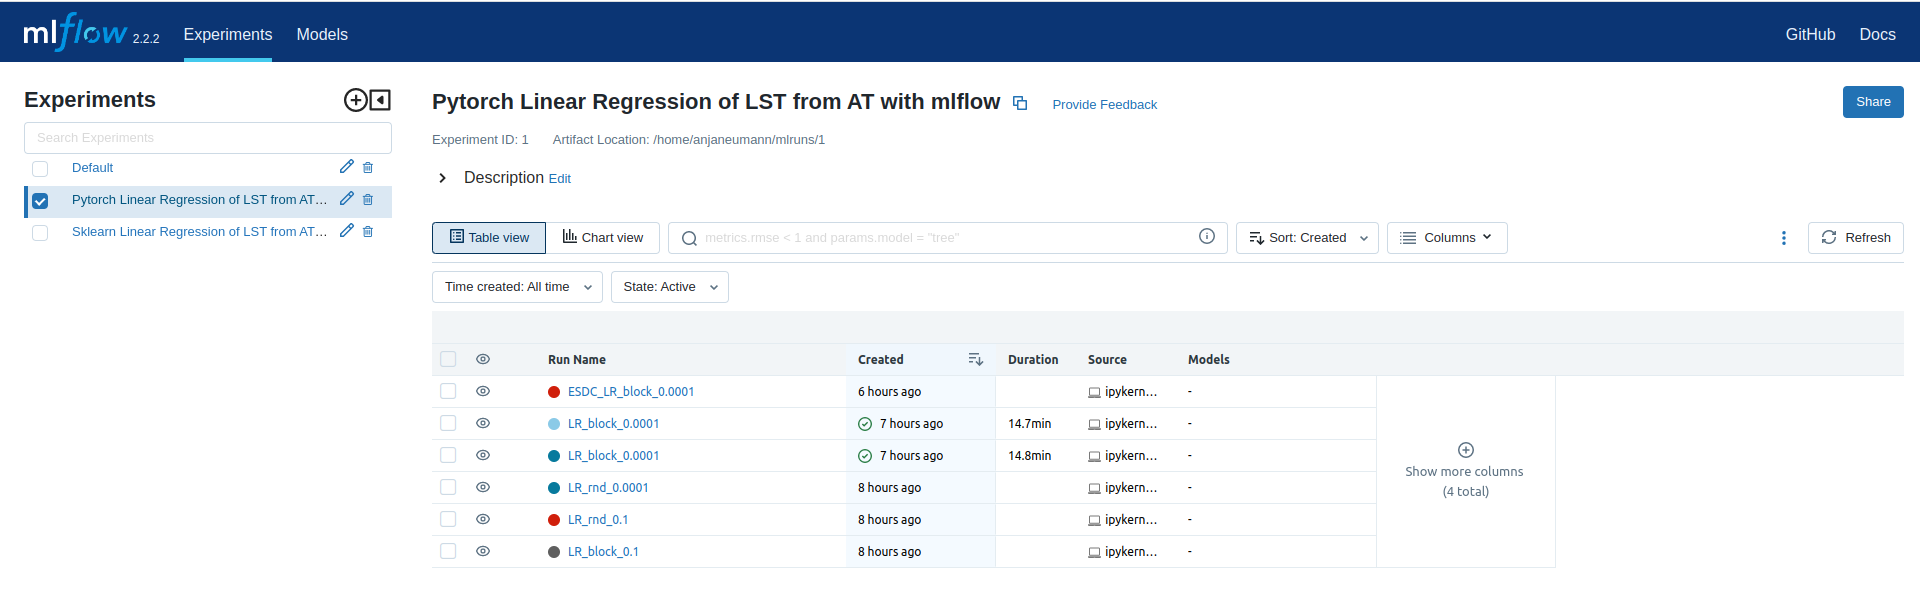 mlflow 2.2.2 Experiments Models GitHub Docs
Experiments
Search Experiments
Default
Pytorch Linear Regression of LST from AT...
Sklearn Linear Regression of LST from AT...
Pytorch Linear Regression of LST from AT with mlflow Provide Feedback Share
Experiment ID: 1 Artifact Location: /home/anjaneumann/mlruns/1
Description Edit
Table view Chart view metrics.rmse < 1 and params.model = "tree" Sort: Created Columns Refresh
Time created: All time State: Active
Run Name Created Duration Source Models
ESDC_LR_block_0.0001 6 hours ago ipykern... -
LR_block_0.0001 7 hours ago 14.7min ipykern... -
LR_block_0.0001 7 hours ago 14.8min ipykern... -
LR_rnd_0.0001 8 hours ago ipykern... -
LR_rnd_0.1 8 hours ago ipykern... -
LR_block_0.1 8 hours ago ipykern... -
Show more columns
(4 total)